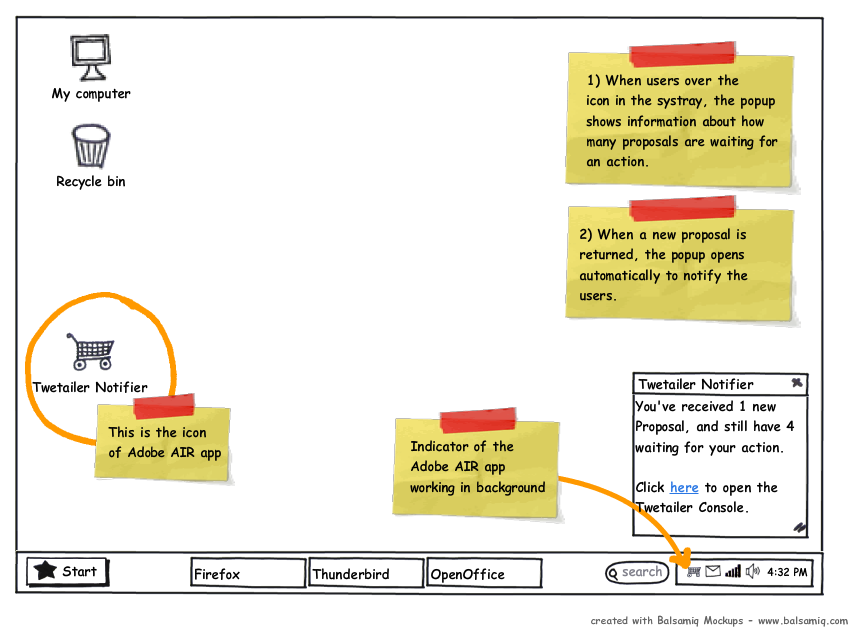 My computer
Recycle bin
1) When users over the
icon in the systray, the popup
shows information about how
many proposals are waiting for
an action.
2) When a new proposal is
returned, the popup opens
automatically to notify the
users.
Twetailer Notifier
This is the icon
of Adobe AIR app
Indicator of the
Adobe AIR app
working in background
Twetailer Notifier
You've received 1 new
Proposal, and still have 4
waiting for your action.
Click here to open the
Twetailer Console.
Start
Firefox
Thunderbird
OpenOffice
search
4:32 PM
created with Balsamiq Mockups - www.balsamiq.com